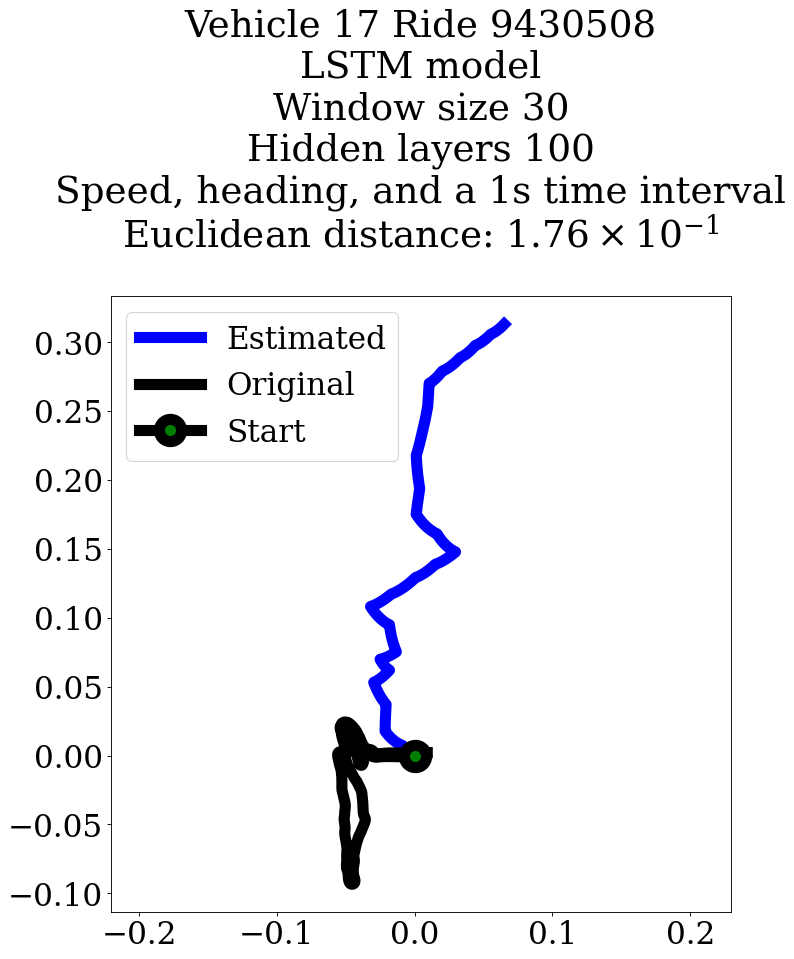 Vehicle 17 Ride 9430508
LSTM model
Window size 30
Hidden layers 100
Speed, heading, and a 1s time interval
Euclidean distance: 1.76 × 10⁻¹
Estimated
Original
Start
0.30
0.25
0.20
0.15
0.10
0.05
0.00
−0.05
−0.10
−0.2 −0.1 0.0 0.1 0.2